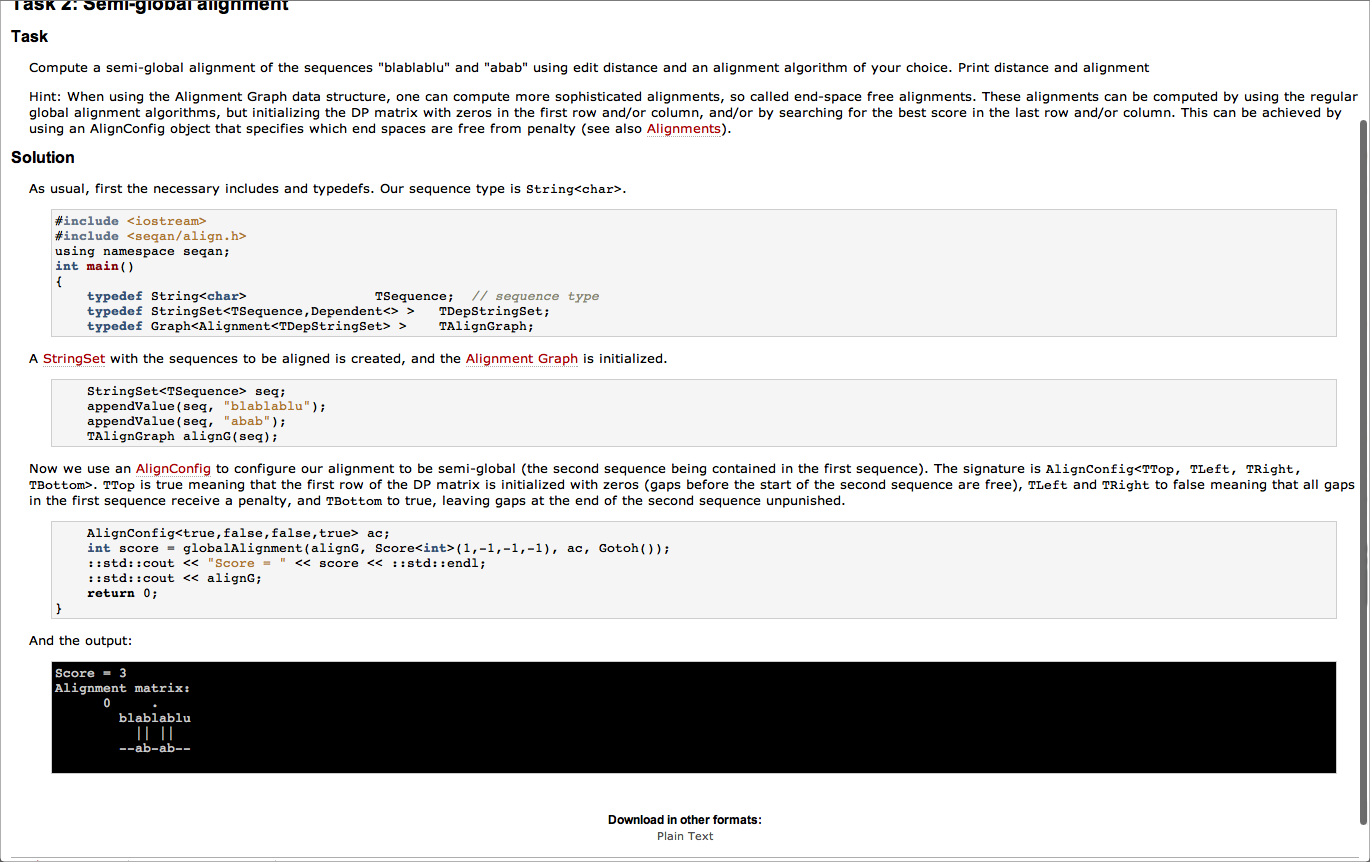 Task 2: Semi-global alignment
Task
Compute a semi-global alignment of the sequences "blablablu" and "abab" using edit distance and an alignment algorithm of your choice. Print distance and alignment
Hint: When using the Alignment Graph data structure, one can compute more sophisticated alignments, so called end-space free alignments. These alignments can be computed by using the regular
global alignment algorithms, but initializing the DP matrix with zeros in the first row and/or column, and/or by searching for the best score in the last row and/or column. This can be achieved by
using an AlignConfig object that specifies which end spaces are free from penalty (see also Alignments).
Solution
As usual, first the necessary includes and typedefs. Our sequence type is String<char>.
#include <iostream>
#include <seqan/align.h>
using namespace seqan;
int main()
{
    typedef String<char>                TSequence;  // sequence type
    typedef StringSet<TSequence,Dependent<> >   TDepStringSet;
    typedef Graph<Alignment<TDepStringSet> >    TAlignGraph;
A StringSet with the sequences to be aligned is created, and the Alignment Graph is initialized.
    StringSet<TSequence> seq;
    appendValue(seq, "blablablu");
    appendValue(seq, "abab");
    TAlignGraph alignG(seq);
Now we use an AlignConfig to configure our alignment to be semi-global (the second sequence being contained in the first sequence). The signature is AlignConfig<TTop, TLeft, TRight,
TBottom>. TTop is true meaning that the first row of the DP matrix is initialized with zeros (gaps before the start of the second sequence are free), TLeft and TRight to false meaning that all gaps
in the first sequence receive a penalty, and TBottom to true, leaving gaps at the end of the second sequence unpunished.
    AlignConfig<true,false,false,true> ac;
    int score = globalAlignment(alignG, Score<int>(1,-1,-1,-1), ac, Gotoh());
    ::std::cout << "Score = " << score << ::std::endl;
    ::std::cout << alignG;
    return 0;
}
And the output:
Score = 3
Alignment matrix:
      0     .
        blablablu
          || ||
        --ab-ab--
Download in other formats:
Plain Text